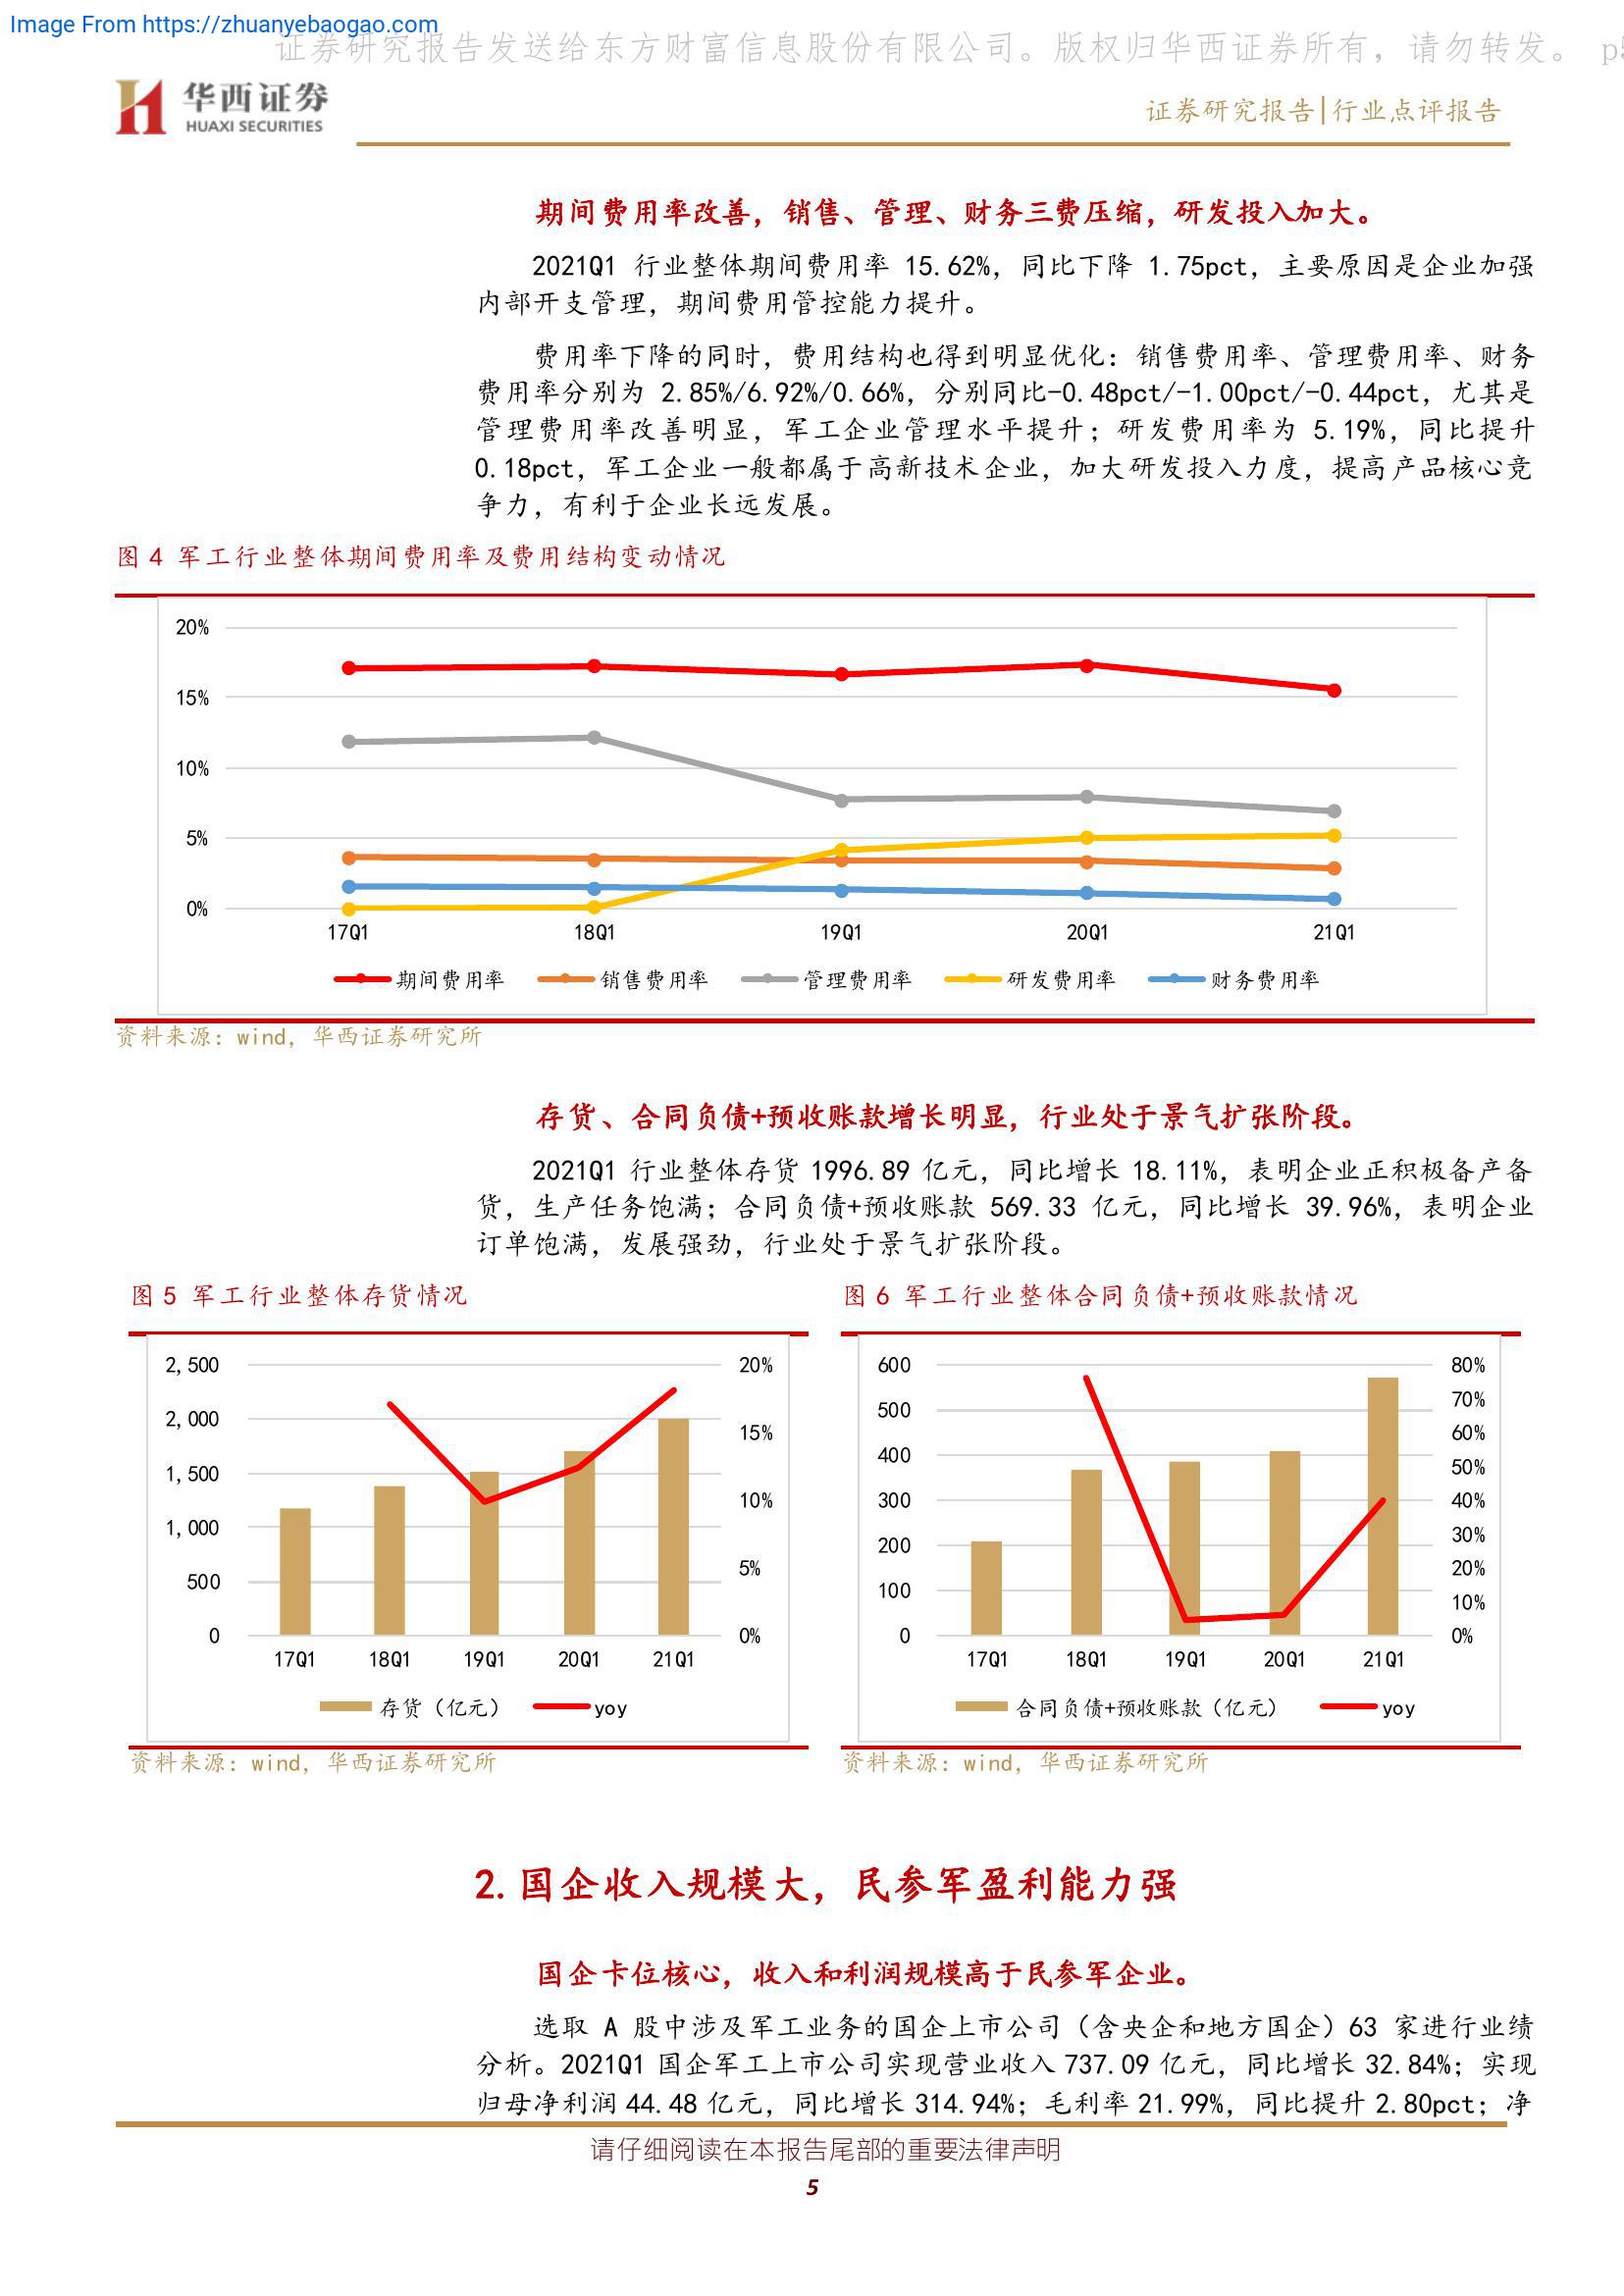 Image From https://zhuanyebaogao.com
证券研究报告发送给东方财富信息股份有限公司。版权归华西证券所有，请勿转发。 p5
华西证券
HUAXI SECURITIES
证券研究报告|行业点评报告
期间费用率改善，销售、管理、财务三费压缩，研发投入加大。
2021Q1 行业整体期间费用率 15.62%，同比下降 1.75pct，主要原因是企业加强
内部开支管理，期间费用管控能力提升。
费用率下降的同时，费用结构也得到明显优化：销售费用率、管理费用率、财务
费用率分别为 2.85%/6.92%/0.66%，分别同比-0.48pct/-1.00pct/-0.44pct，尤其是
管理费用率改善明显，军工企业管理水平提升；研发费用率为 5.19%，同比提升
0.18pct，军工企业一般都属于高新技术企业，加大研发投入力度，提高产品核心竞
争力，有利于企业长远发展。
图 4 军工行业整体期间费用率及费用结构变动情况
20%
15%
10%
5%
0%
17Q1 18Q1 19Q1 20Q1 21Q1
期间费用率 销售费用率 管理费用率 研发费用率 财务费用率
资料来源：wind，华西证券研究所
存货、合同负债+预收账款增长明显，行业处于景气扩张阶段。
2021Q1 行业整体存货 1996.89 亿元，同比增长 18.11%，表明企业正积极备产备
货，生产任务饱满；合同负债+预收账款 569.33 亿元，同比增长 39.96%，表明企业
订单饱满，发展强劲，行业处于景气扩张阶段。
图 5 军工行业整体存货情况
2,500 20%
2,000
15%
1,500
10%
1,000
5%
500
0 0%
17Q1 18Q1 19Q1 20Q1 21Q1
存货（亿元） yoy
资料来源：wind，华西证券研究所
图 6 军工行业整体合同负债+预收账款情况
600 80%
70%
500
60%
400
50%
300 40%
30%
200
20%
100
10%
0 0%
17Q1 18Q1 19Q1 20Q1 21Q1
合同负债+预收账款（亿元） yoy
资料来源：wind，华西证券研究所
2. 国企收入规模大，民参军盈利能力强
国企卡位核心，收入和利润规模高于民参军企业。
选取 A 股中涉及军工业务的国企上市公司（含央企和地方国企）63 家进行业绩
分析。2021Q1 国企军工上市公司实现营业收入 737.09 亿元，同比增长 32.84%；实现
归母净利润 44.48 亿元，同比增长 314.94%；毛利率 21.99%，同比提升 2.80pct；净
请仔细阅读在本报告尾部的重要法律声明
5